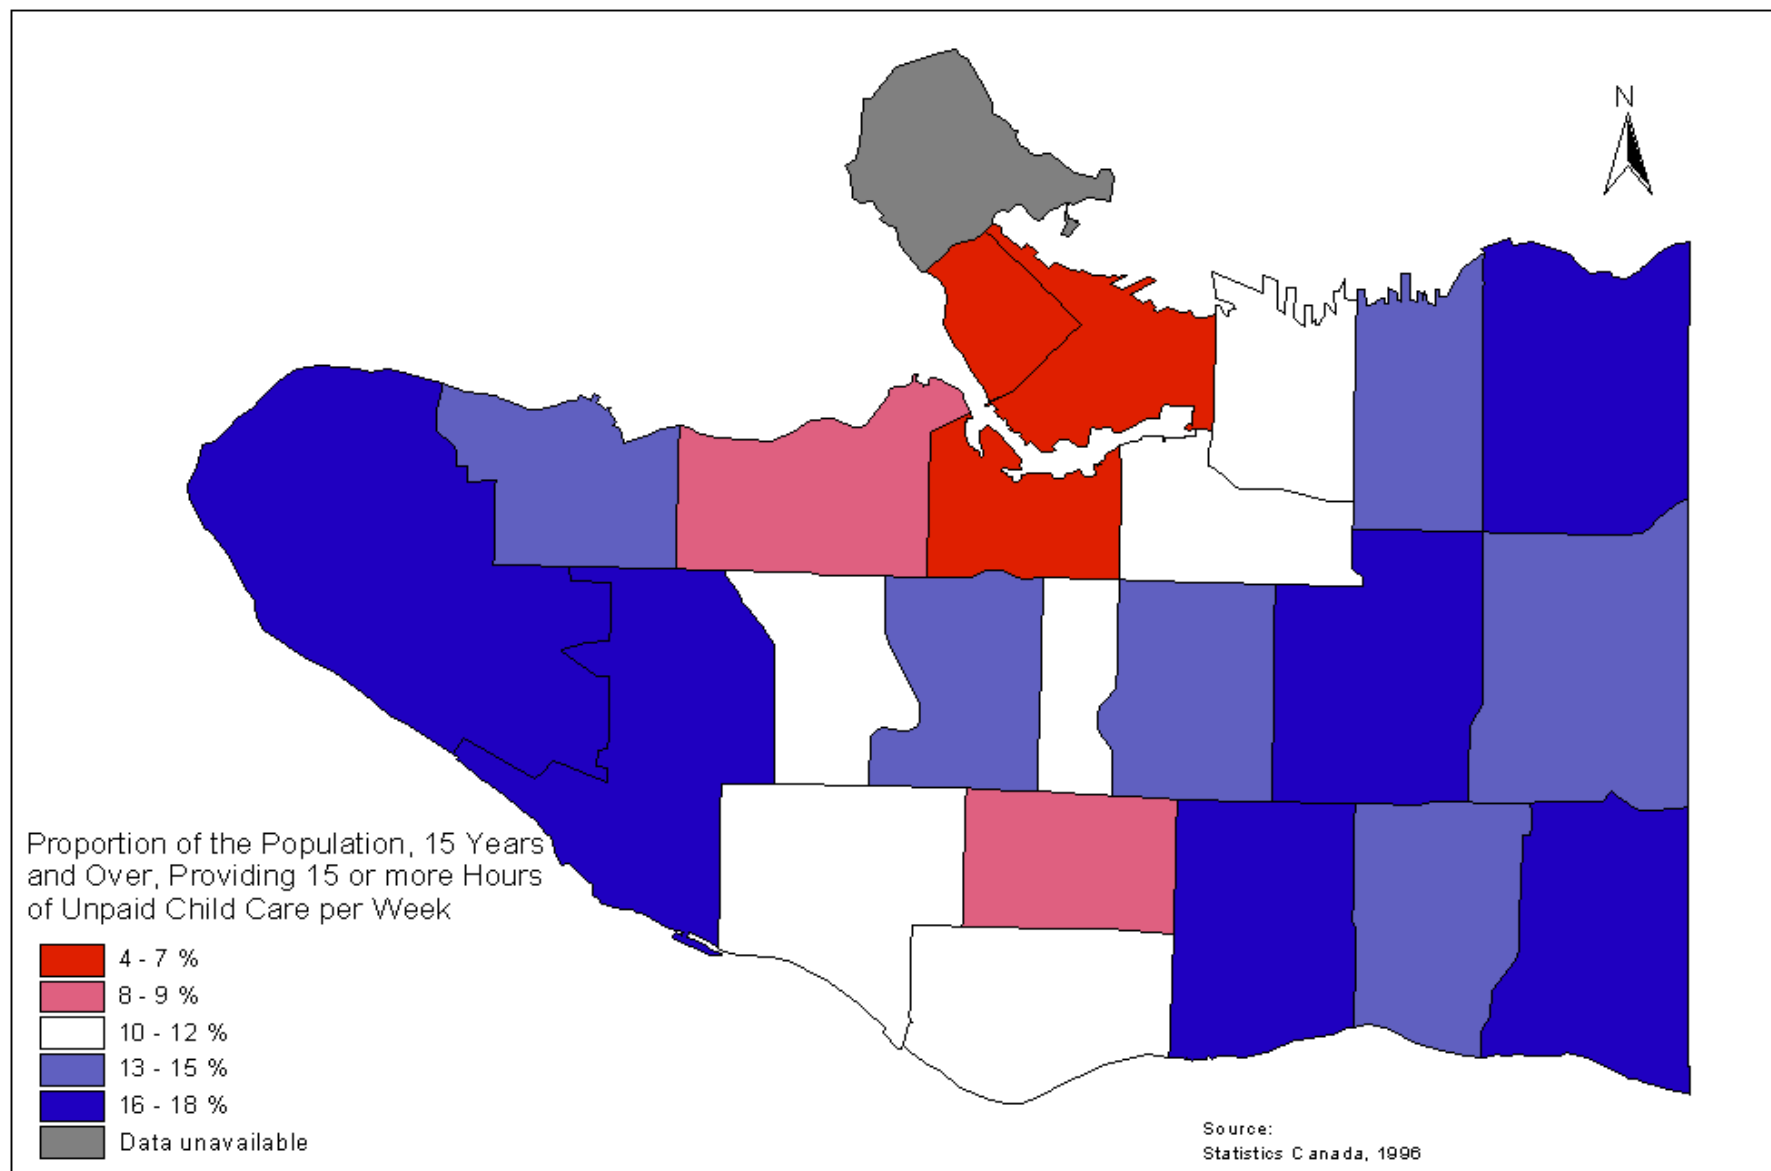 N
Proportion of the Population, 15 Years
and Over, Providing 15 or more Hours
of Unpaid Child Care per Week
4 - 7 %
8 - 9 %
10 - 12 %
13 - 15 %
16 - 18 %
Data unavailable
Source:
Statistics Canada, 1996